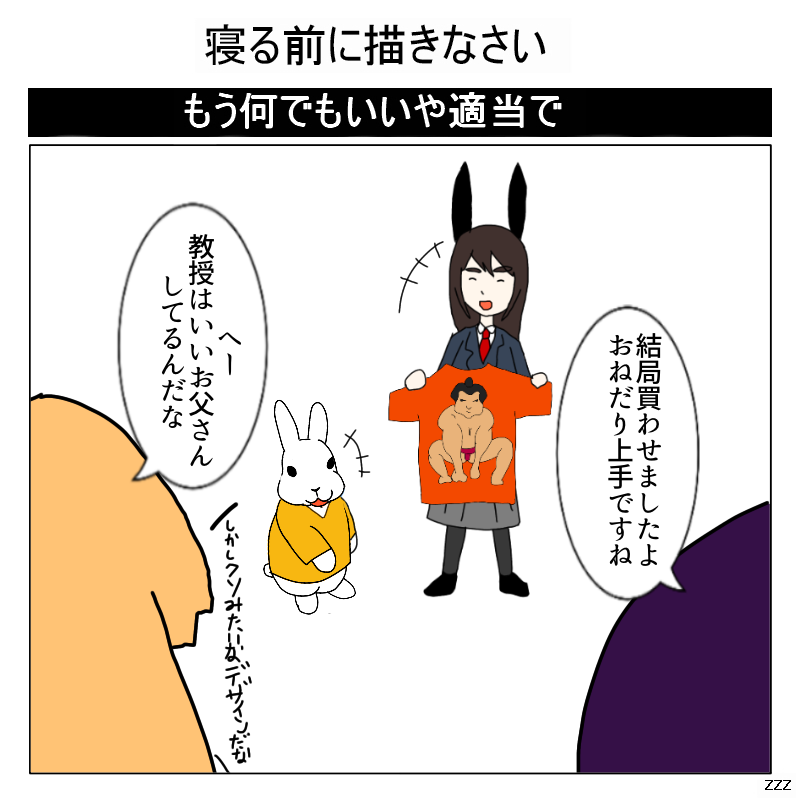 寝る前に描きなさい
もう何でもいいや適当で
結局買わせましたよ
おねだり上手ですね
へー
教授はいいお父さん
してるんだな
しかしクソみたいなデザインだな
zzz